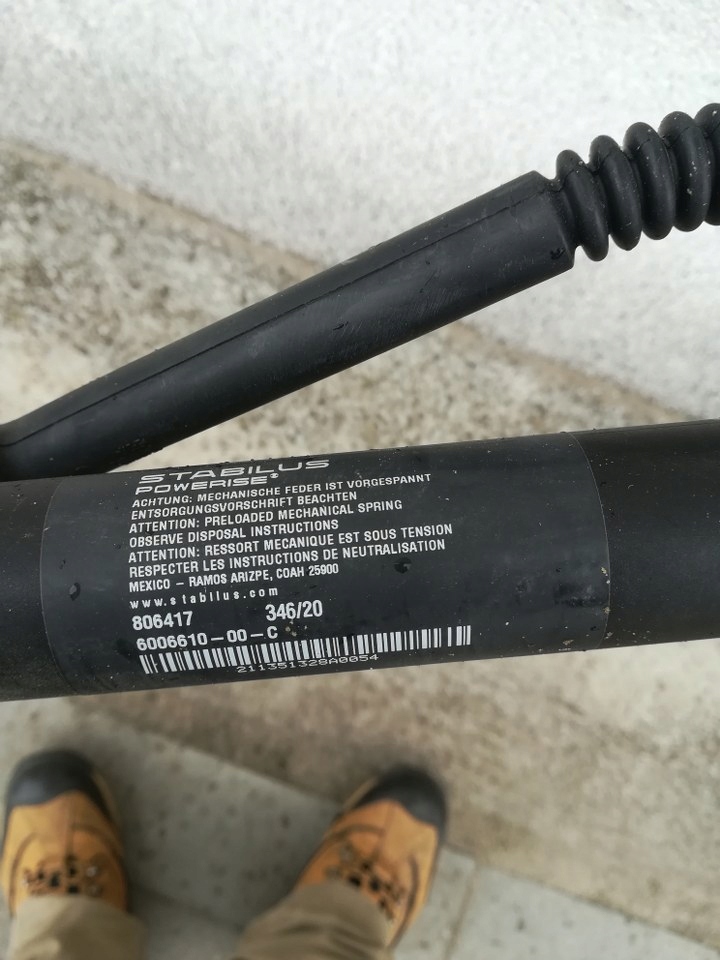 STABILUS
POWERISE®
ACHTUNG: MECHANISCHE FEDER IST VORGESPANNT
ENTSORGUNGSVORSCHRIFT BEACHTEN
ATTENTION: PRELOADED MECHANICAL SPRING
OBSERVE DISPOSAL INSTRUCTIONS
ATTENTION: RESSORT MECANIQUE EST SOUS TENSION
RESPECTER LES INSTRUCTIONS DE NEUTRALISATION
MEXICO – RAMOS ARIZPE, COAH 25900
www.stabilus.com
806417 346/20
6006610-00-C
211351328A0054